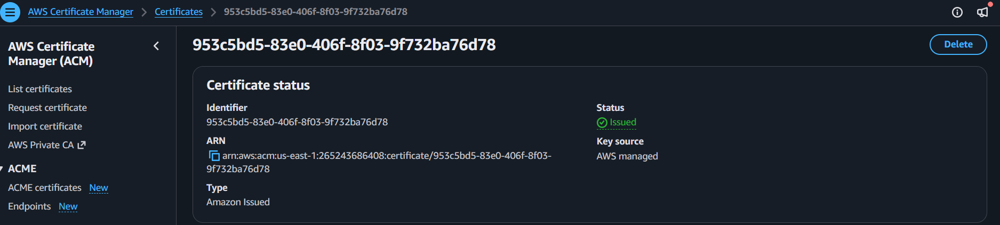 AWS Certificate Manager > Certificates > 953c5bd5-83e0-406f-8f03-9f732ba76d78
AWS Certificate
Manager (ACM)
List certificates
Request certificate
Import certificate
AWS Private CA
ACME
ACME certificates New
Endpoints New
953c5bd5-83e0-406f-8f03-9f732ba76d78
Delete
Certificate status
Identifier
953c5bd5-83e0-406f-8f03-9f732ba76d78
ARN
arn:aws:acm:us-east-1:265243686408:certificate/953c5bd5-83e0-406f-8f03-
9f732ba76d78
Type
Amazon Issued
Status
Issued
Key source
AWS managed